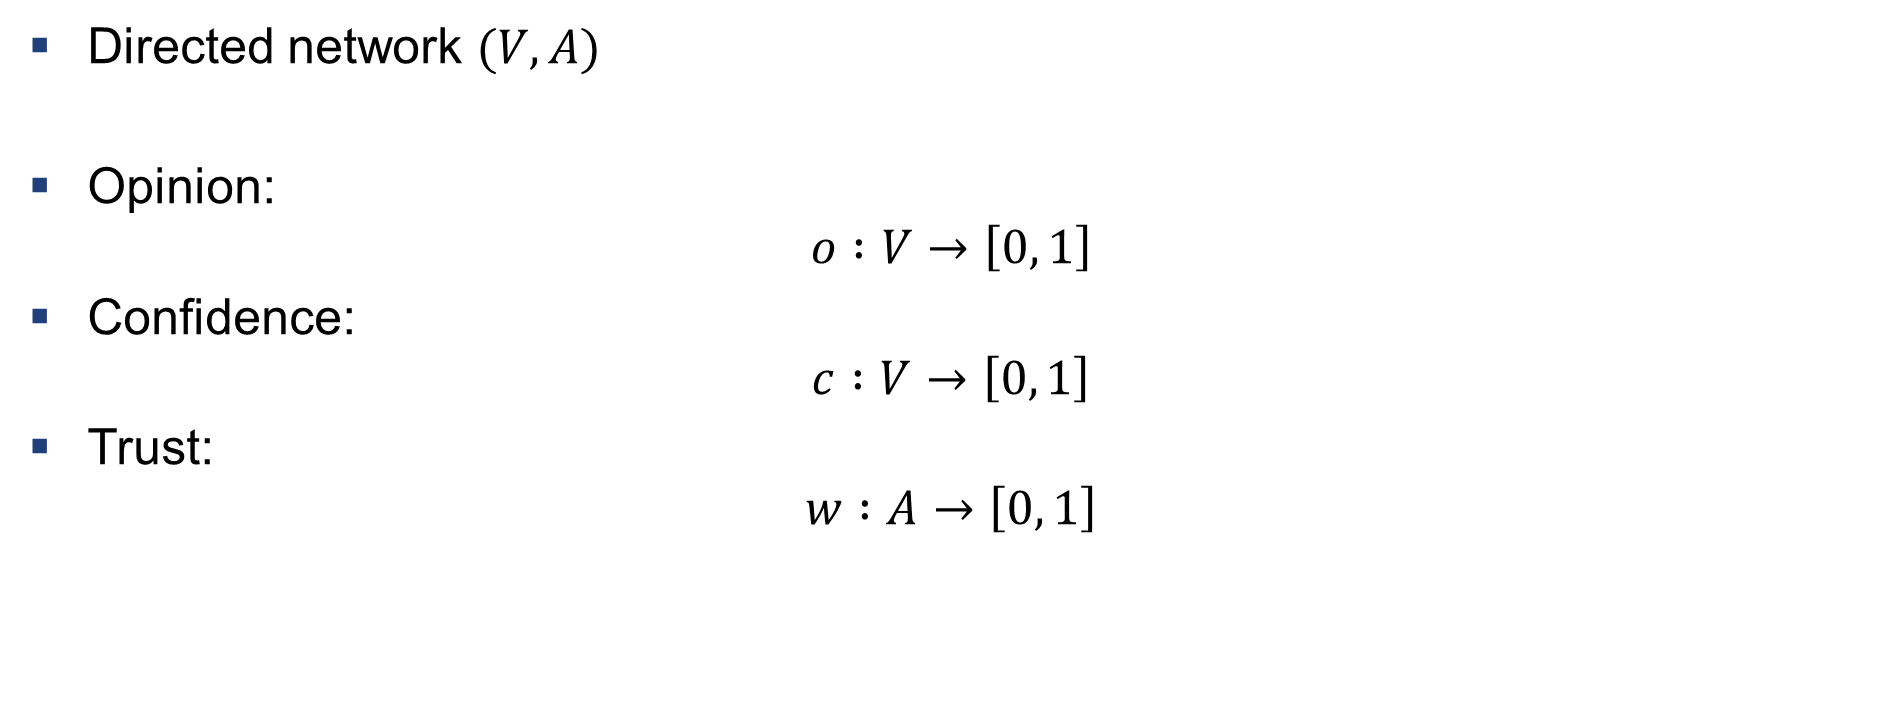 ▪ Directed network (V, A)
▪ Opinion:
o : V → [0, 1]
▪ Confidence:
c : V → [0, 1]
▪ Trust:
w : A → [0, 1]